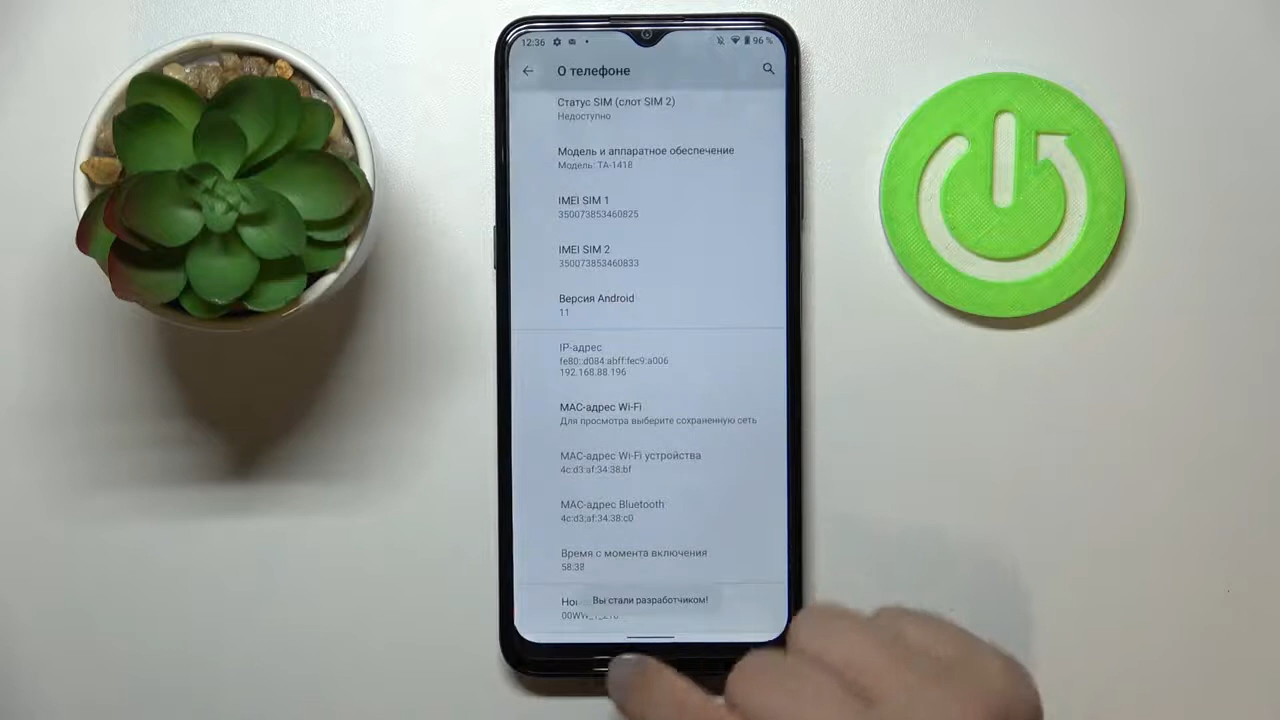 12:36
96 %
О телефоне
Статус SIM (слот SIM 2)
Недоступно
Модель и аппаратное обеспечение
Модель: TA-1418
IMEI SIM 1
350073853460825
IMEI SIM 2
350073853460833
Версия Android
11
IP-адрес
fe80::d084:abff:fec9:a006
192.168.88.196
MAC-адрес Wi-Fi
Для просмотра выберите сохраненную сеть
MAC-адрес Wi-Fi устройства
4c:d3:af:34:38:bf
MAC-адрес Bluetooth
4c:d3:af:34:38:c0
Время с момента включения
58:38
Вы стали разработчиком!